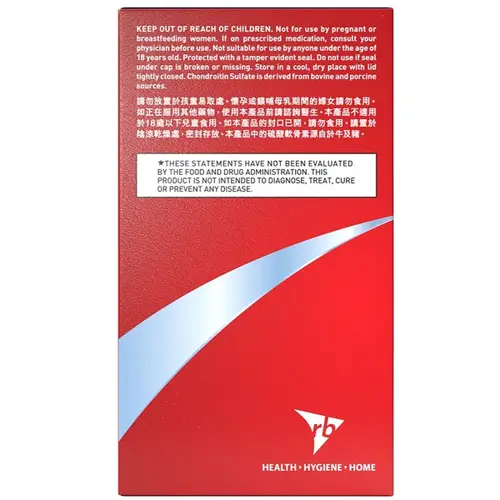 KEEP OUT OF REACH OF CHILDREN. Not for use by pregnant or
breastfeeding women. If on prescribed medication, consult your
physician before use. Not suitable for use by anyone under the age of
18 years old. Protected with a tamper evident seal. Do not use if seal
under cap is broken or missing. Store in a cool, dry place with lid
tightly closed. Chondroitin Sulfate is derived from bovine and porcine
sources.
請勿放置於孩童易取處。懷孕或餵哺母乳期間的婦女請勿食用。
如正在服用其他藥物，使用本產品前請諮詢醫生。本產品不適用
於18歲以下兒童食用。如本產品的封口已開，請勿食用。請置於
陰涼乾燥處，密封存放。本產品中的硫酸軟骨素源自於牛及豬。
★THESE STATEMENTS HAVE NOT BEEN EVALUATED
BY THE FOOD AND DRUG ADMINISTRATION. THIS
PRODUCT IS NOT INTENDED TO DIAGNOSE, TREAT, CURE
OR PREVENT ANY DISEASE.
rb
HEALTH • HYGIENE • HOME